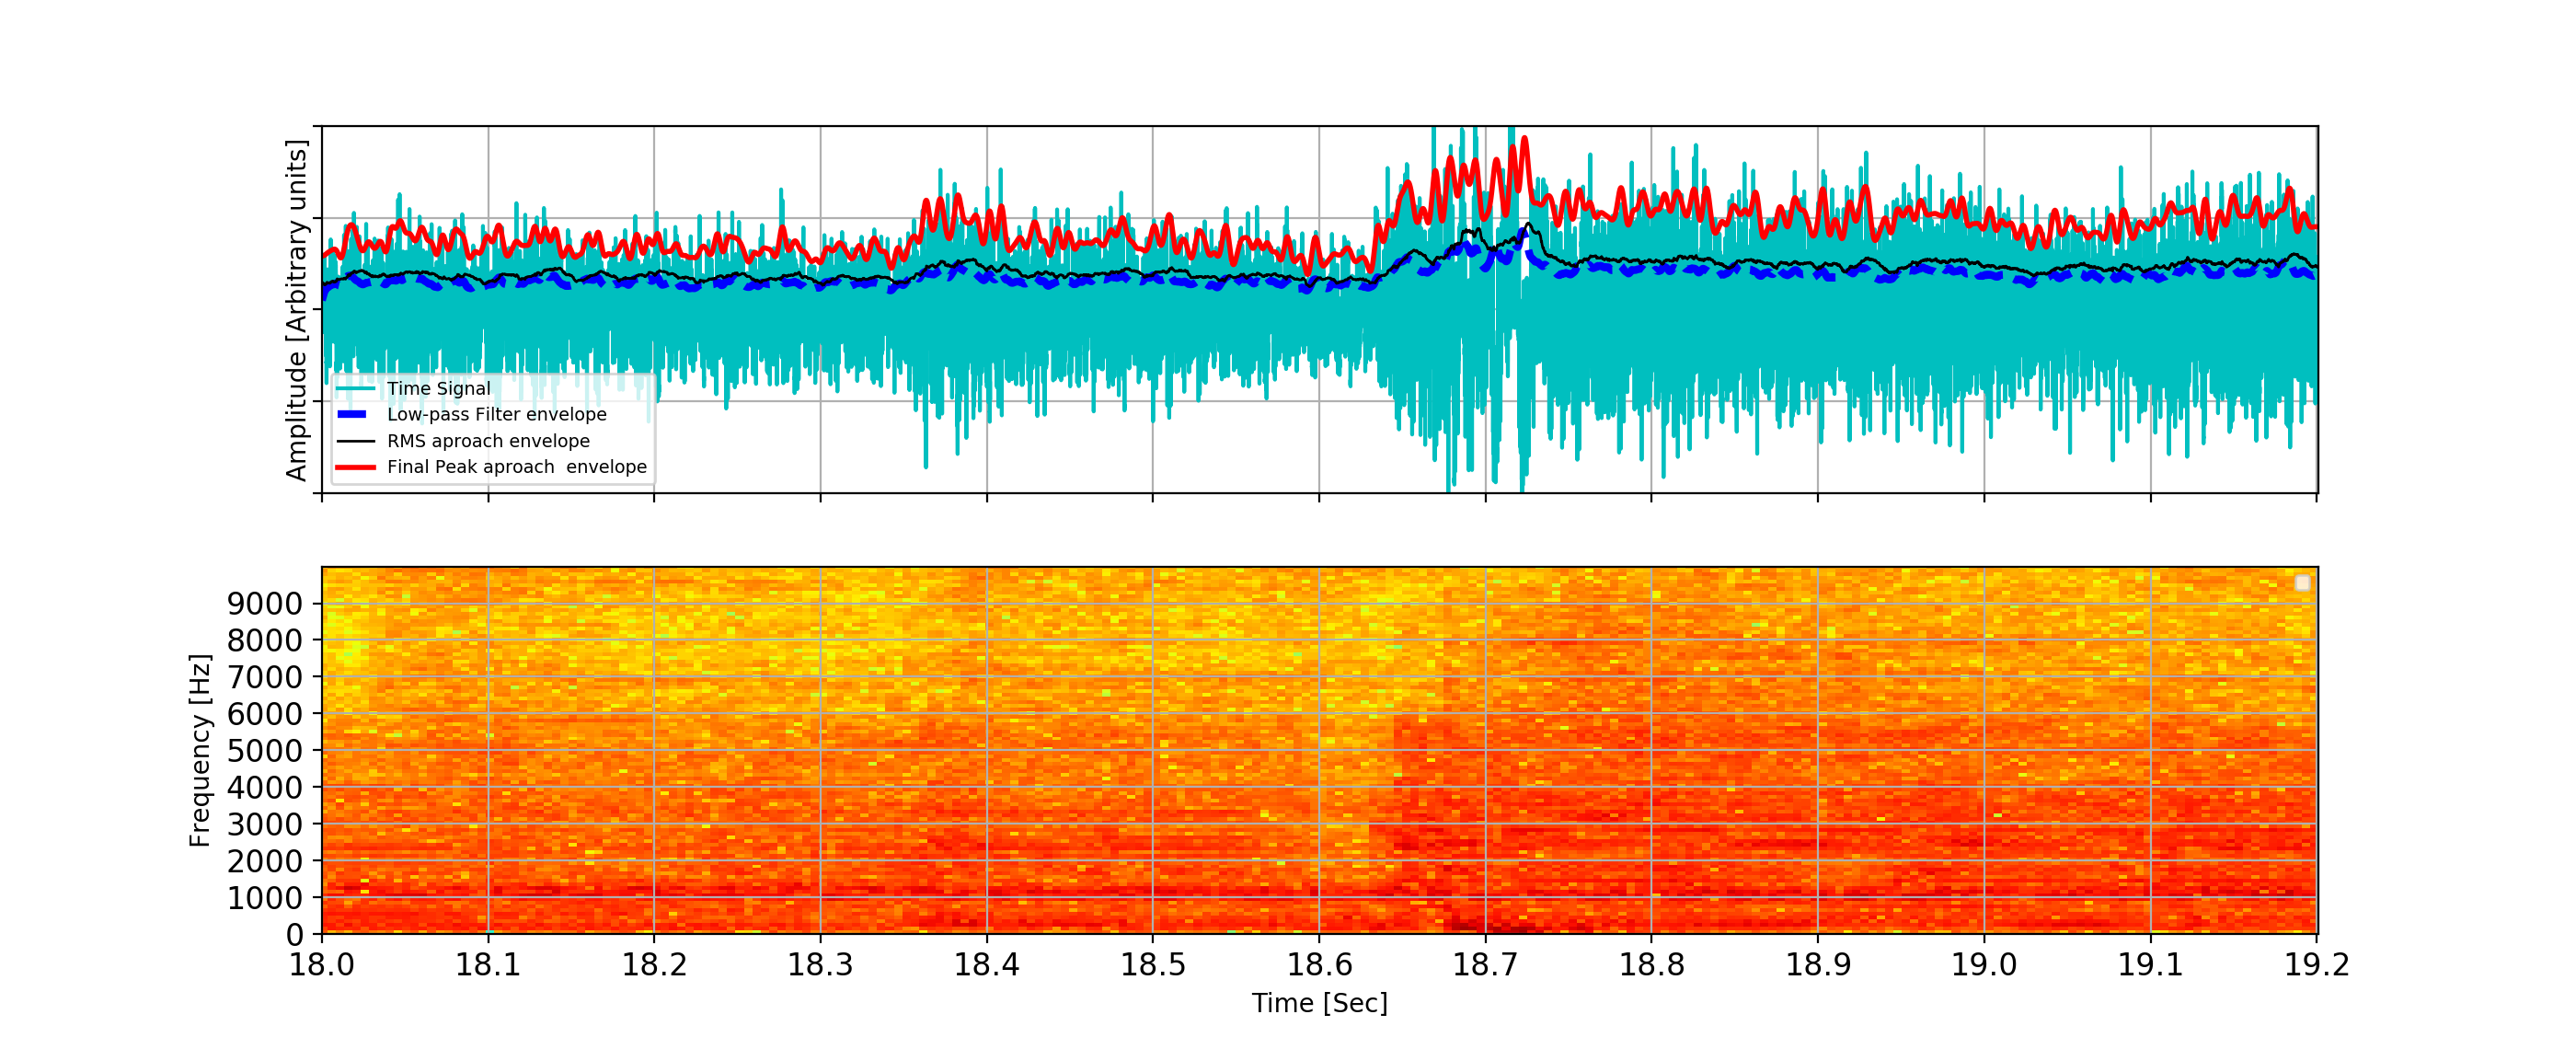 Amplitude [Arbitrary units]
Time Signal
Low-pass Filter envelope
RMS aproach envelope
Final Peak aproach  envelope
Frequency [Hz]
9000
8000
7000
6000
5000
4000
3000
2000
1000
0
18.0 18.1 18.2 18.3 18.4 18.5 18.6 18.7 18.8 18.9 19.0 19.1 19.2
Time [Sec]